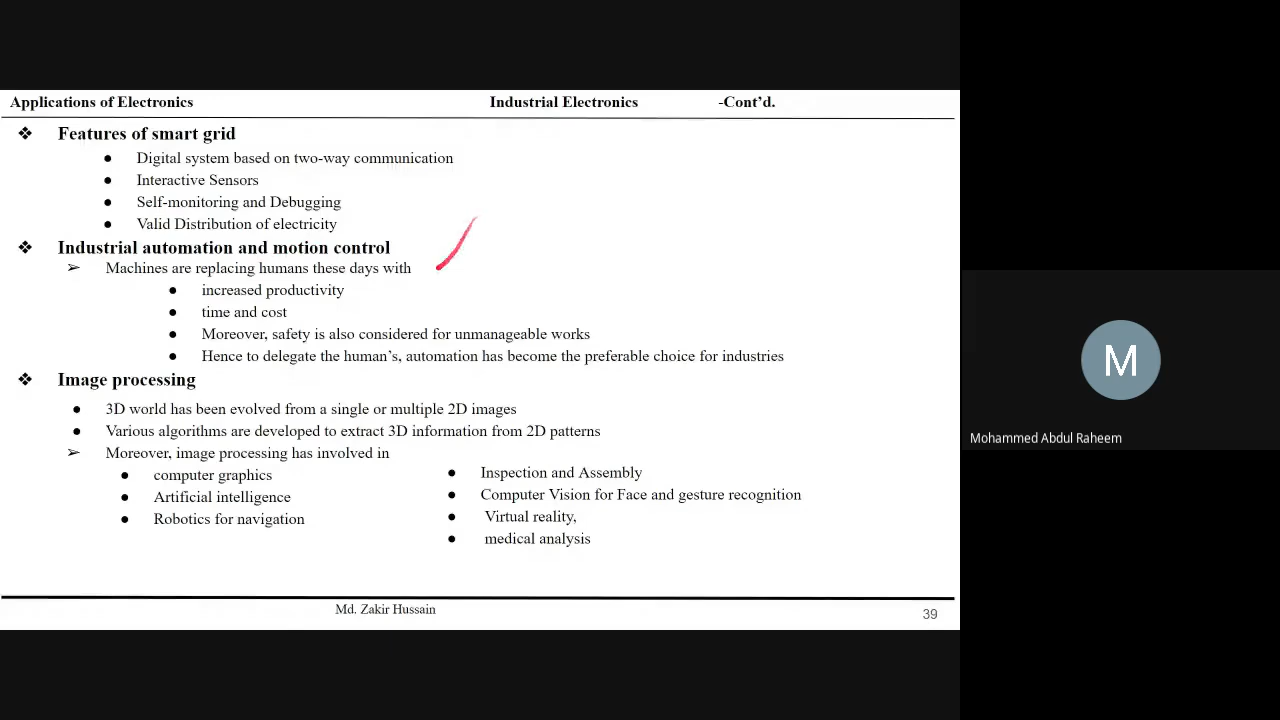 Applications of Electronics Industrial Electronics -Cont’d.
❖ Features of smart grid
● Digital system based on two-way communication
● Interactive Sensors
● Self-monitoring and Debugging
● Valid Distribution of electricity
❖ Industrial automation and motion control
➢ Machines are replacing humans these days with
● increased productivity
● time and cost
● Moreover, safety is also considered for unmanageable works
● Hence to delegate the human’s, automation has become the preferable choice for industries
❖ Image processing
● 3D world has been evolved from a single or multiple 2D images
● Various algorithms are developed to extract 3D information from 2D patterns
➢ Moreover, image processing has involved in
● computer graphics
● Artificial intelligence
● Robotics for navigation
● Inspection and Assembly
● Computer Vision for Face and gesture recognition
● Virtual reality,
● medical analysis
Md. Zakir Hussain
39
M
Mohammed Abdul Raheem